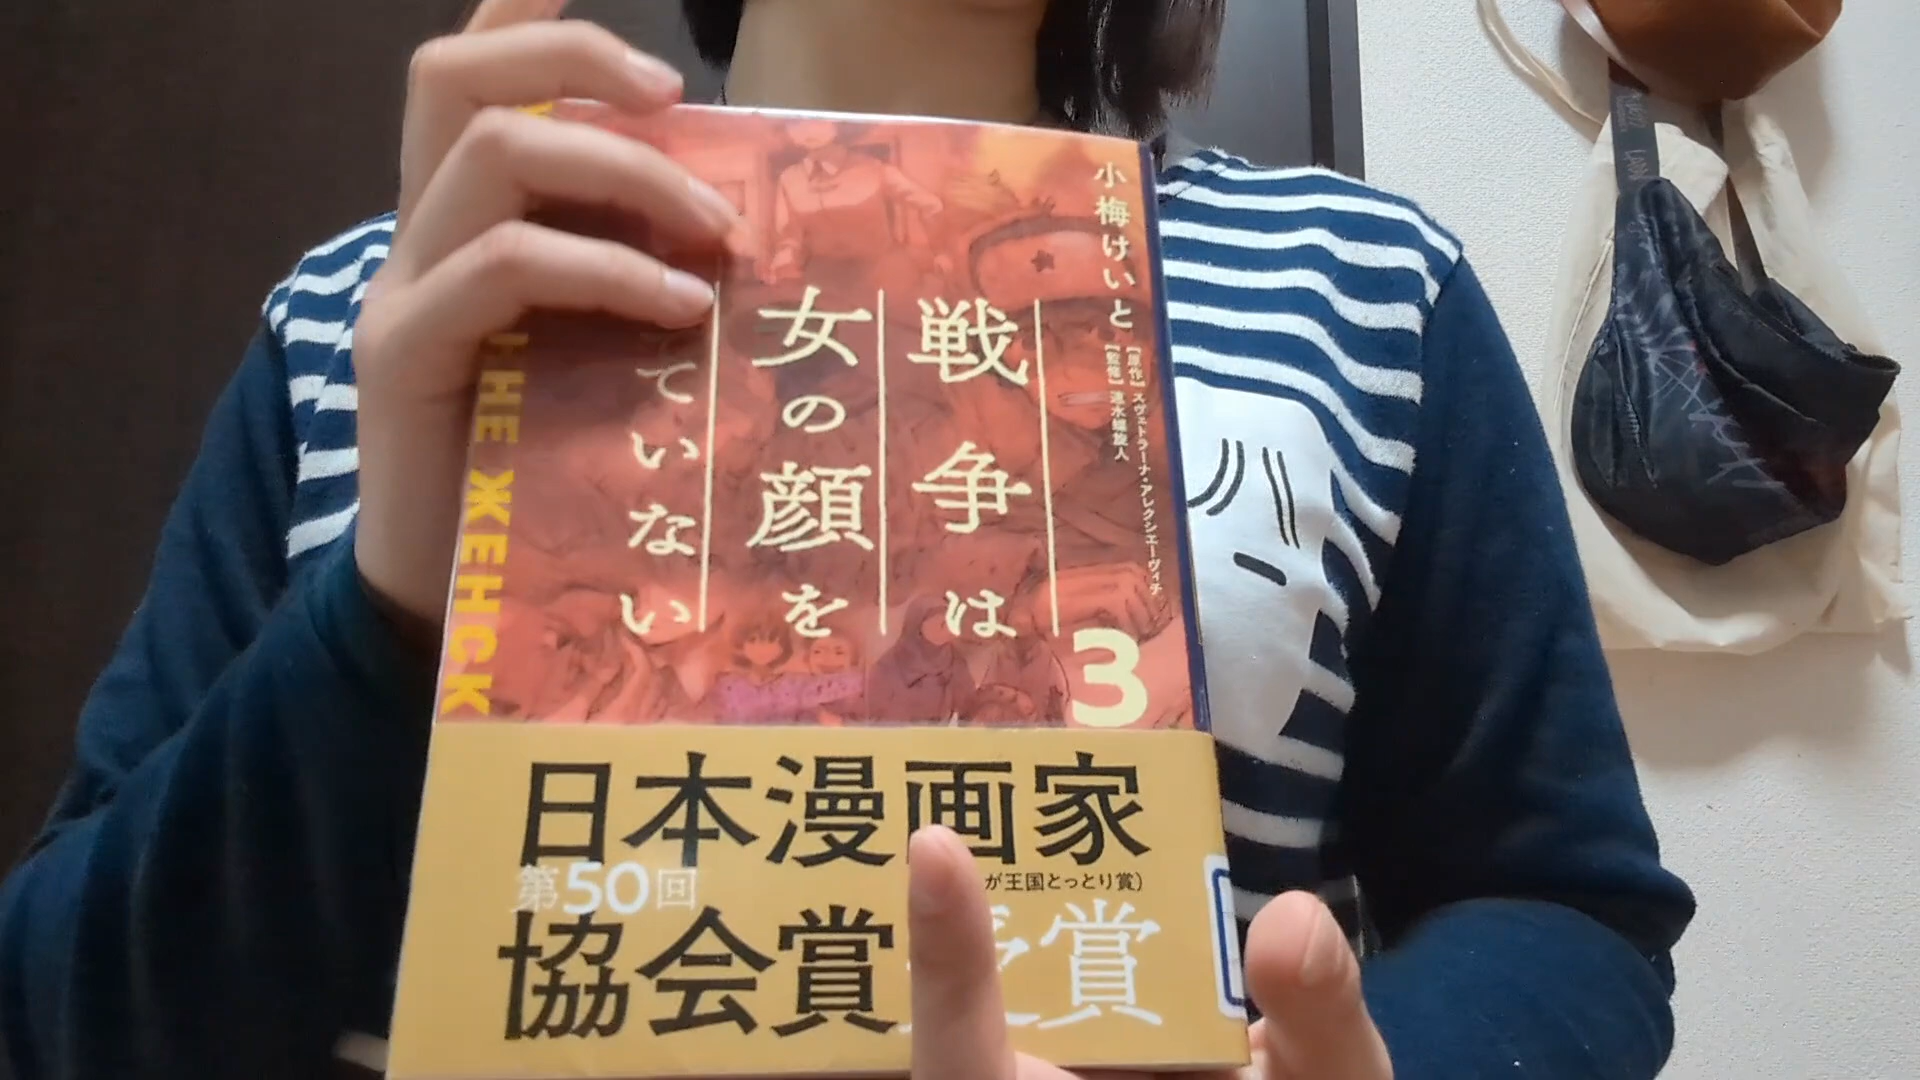 小梅けいと
［原作］スヴェトラーナ・アレクシエーヴィチ
［監修］速水螺旋人
戦争は
女の顔を
ていない
3
НЕ ЖЕНСК
日本漫画家
第50回
が王国とっとり賞）
協会賞受賞